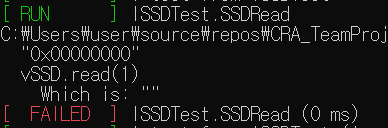 [ RUN      ] ISSDTest.SSDRead
C:₩Users₩user₩source₩repos₩CRA_TeamProj
"0x00000000"
vSSD.read(1)
Which is: ""
[  FAILED  ] ISSDTest.SSDRead (0 ms)